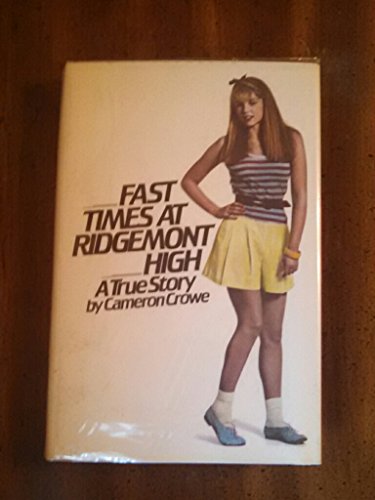 FAST
TIMES AT
RIDGEMONT
HIGH
A True Story
by Cameron Crowe